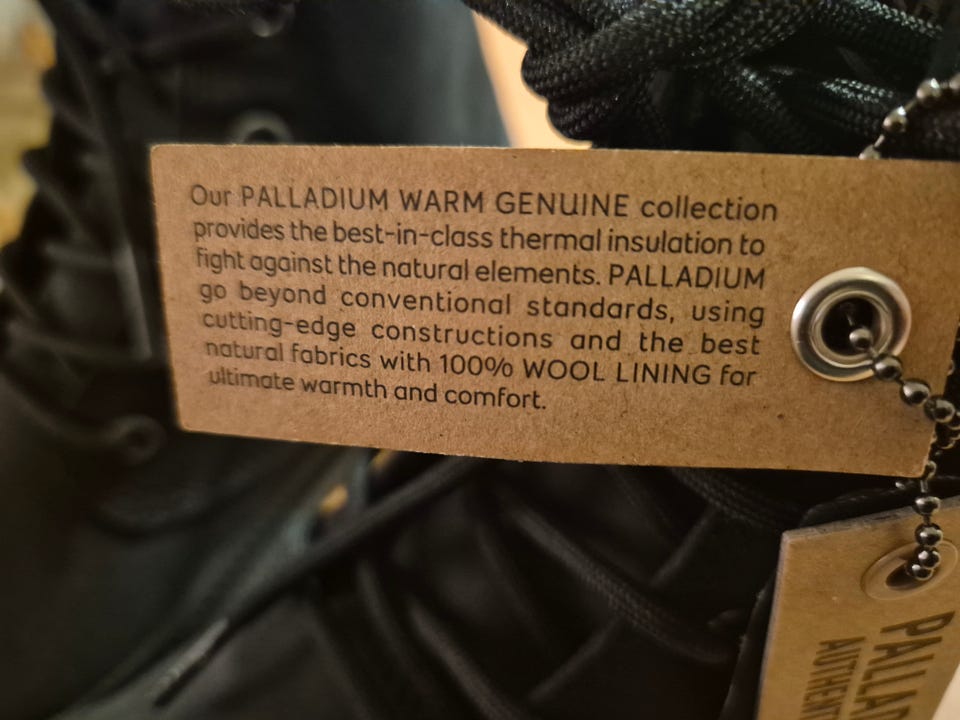 Our PALLADIUM WARM GENUINE collection
provides the best-in-class thermal insulation to
fight against the natural elements. PALLADIUM
go beyond conventional standards, using
cutting-edge constructions and the best
natural fabrics with 100% WOOL LINING for
ultimate warmth and comfort.